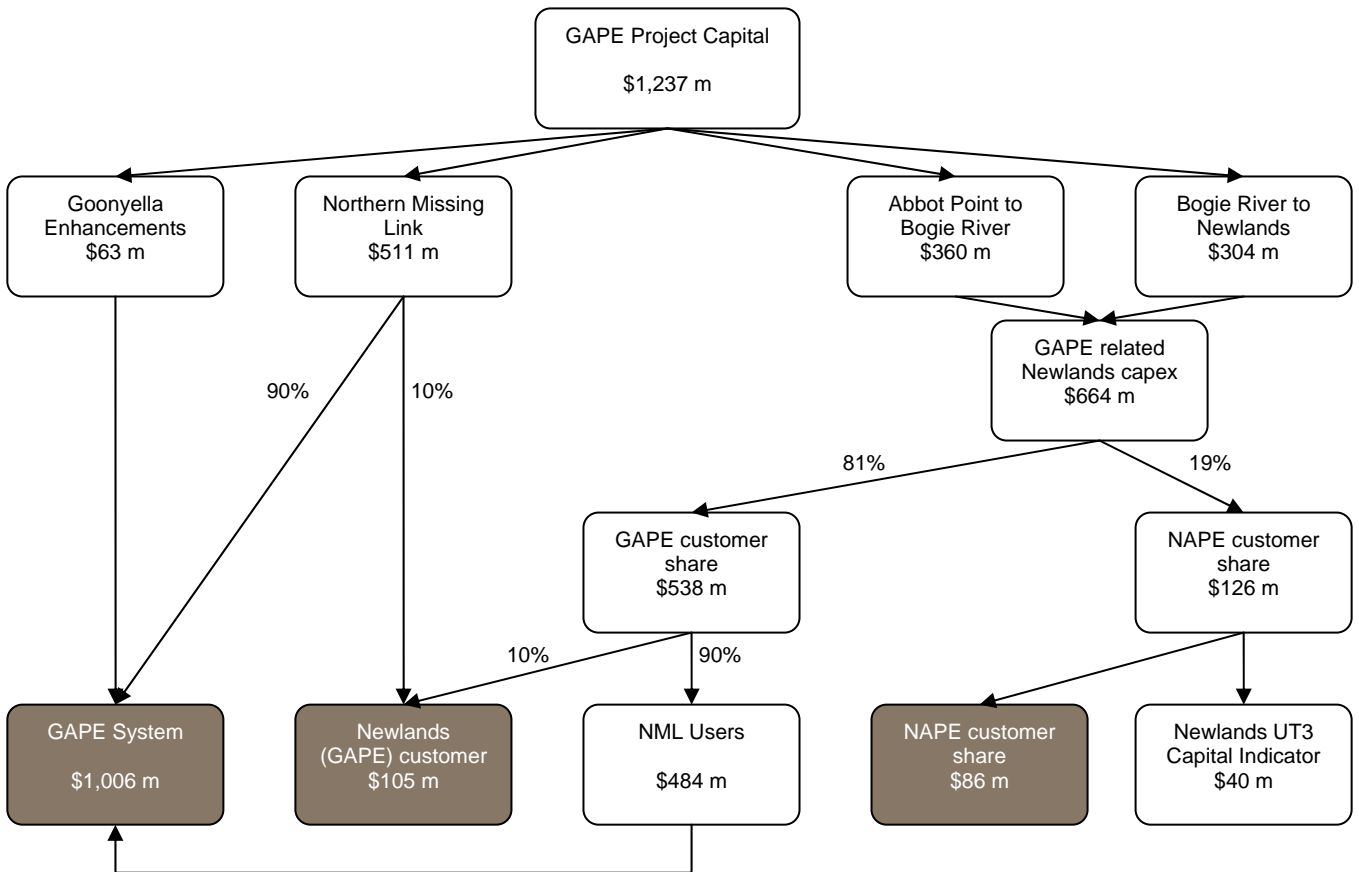 GAPE Project Capital
$1,237 m
Goonyella
Enhancements
$63 m
Northern Missing
Link
$511 m
Abbot Point to
Bogie River
$360 m
Bogie River to
Newlands
$304 m
GAPE related
Newlands capex
$664 m
90%
10%
81%
19%
GAPE customer
share
$538 m
NAPE customer
share
$126 m
10%
90%
GAPE System
$1,006 m
Newlands
(GAPE) customer
$105 m
NML Users
$484 m
NAPE customer
share
$86 m
Newlands UT3
Capital Indicator
$40 m